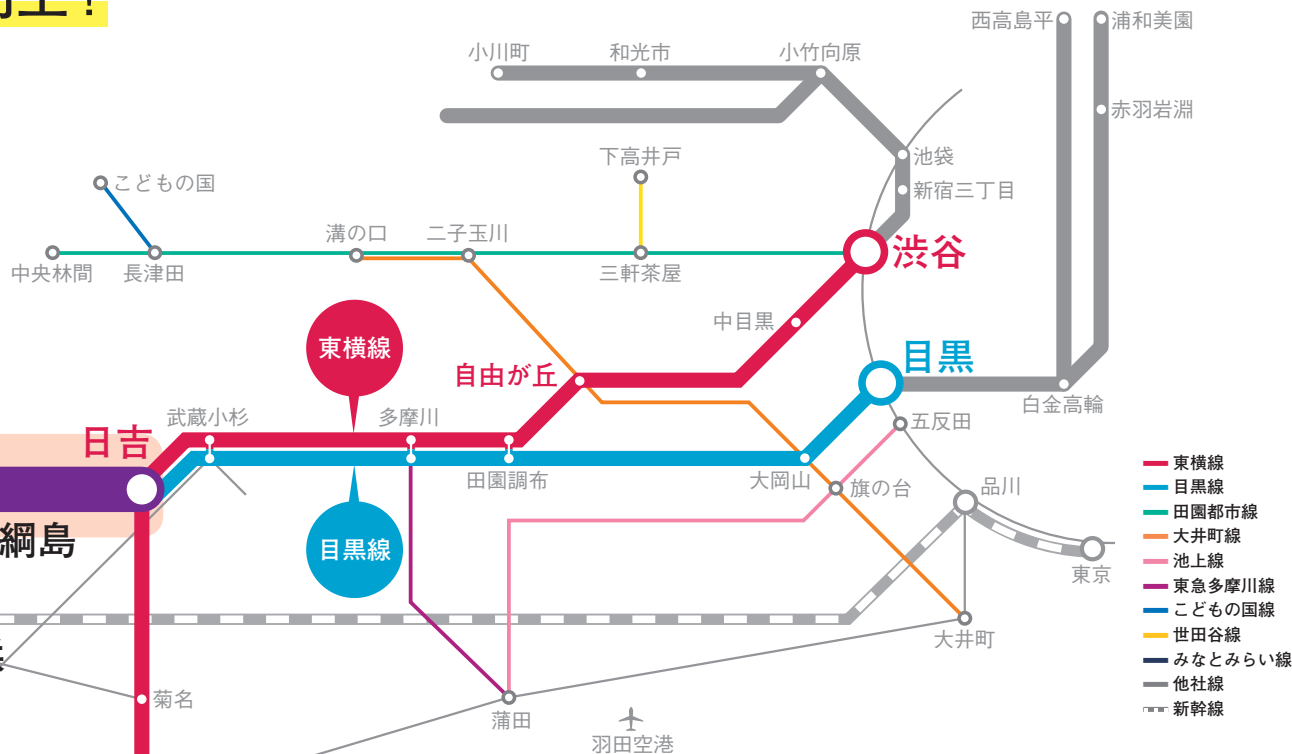 上！
西高島平
浦和美園
小川町
和光市
小竹向原
赤羽岩淵
下高井戸
池袋
こどもの国
新宿三丁目
溝の口
二子玉川
渋谷
中央林間
長津田
三軒茶屋
中目黒
東横線
目黒
自由が丘
武蔵小杉
多摩川
白金高輪
五反田
日吉
田園調布
大岡山
旗の台
品川
綱島
目黒線
東京
大井町
菊名
蒲田
羽田空港
東横線
目黒線
田園都市線
大井町線
池上線
東急多摩川線
こどもの国線
世田谷線
みなとみらい線
他社線
新幹線